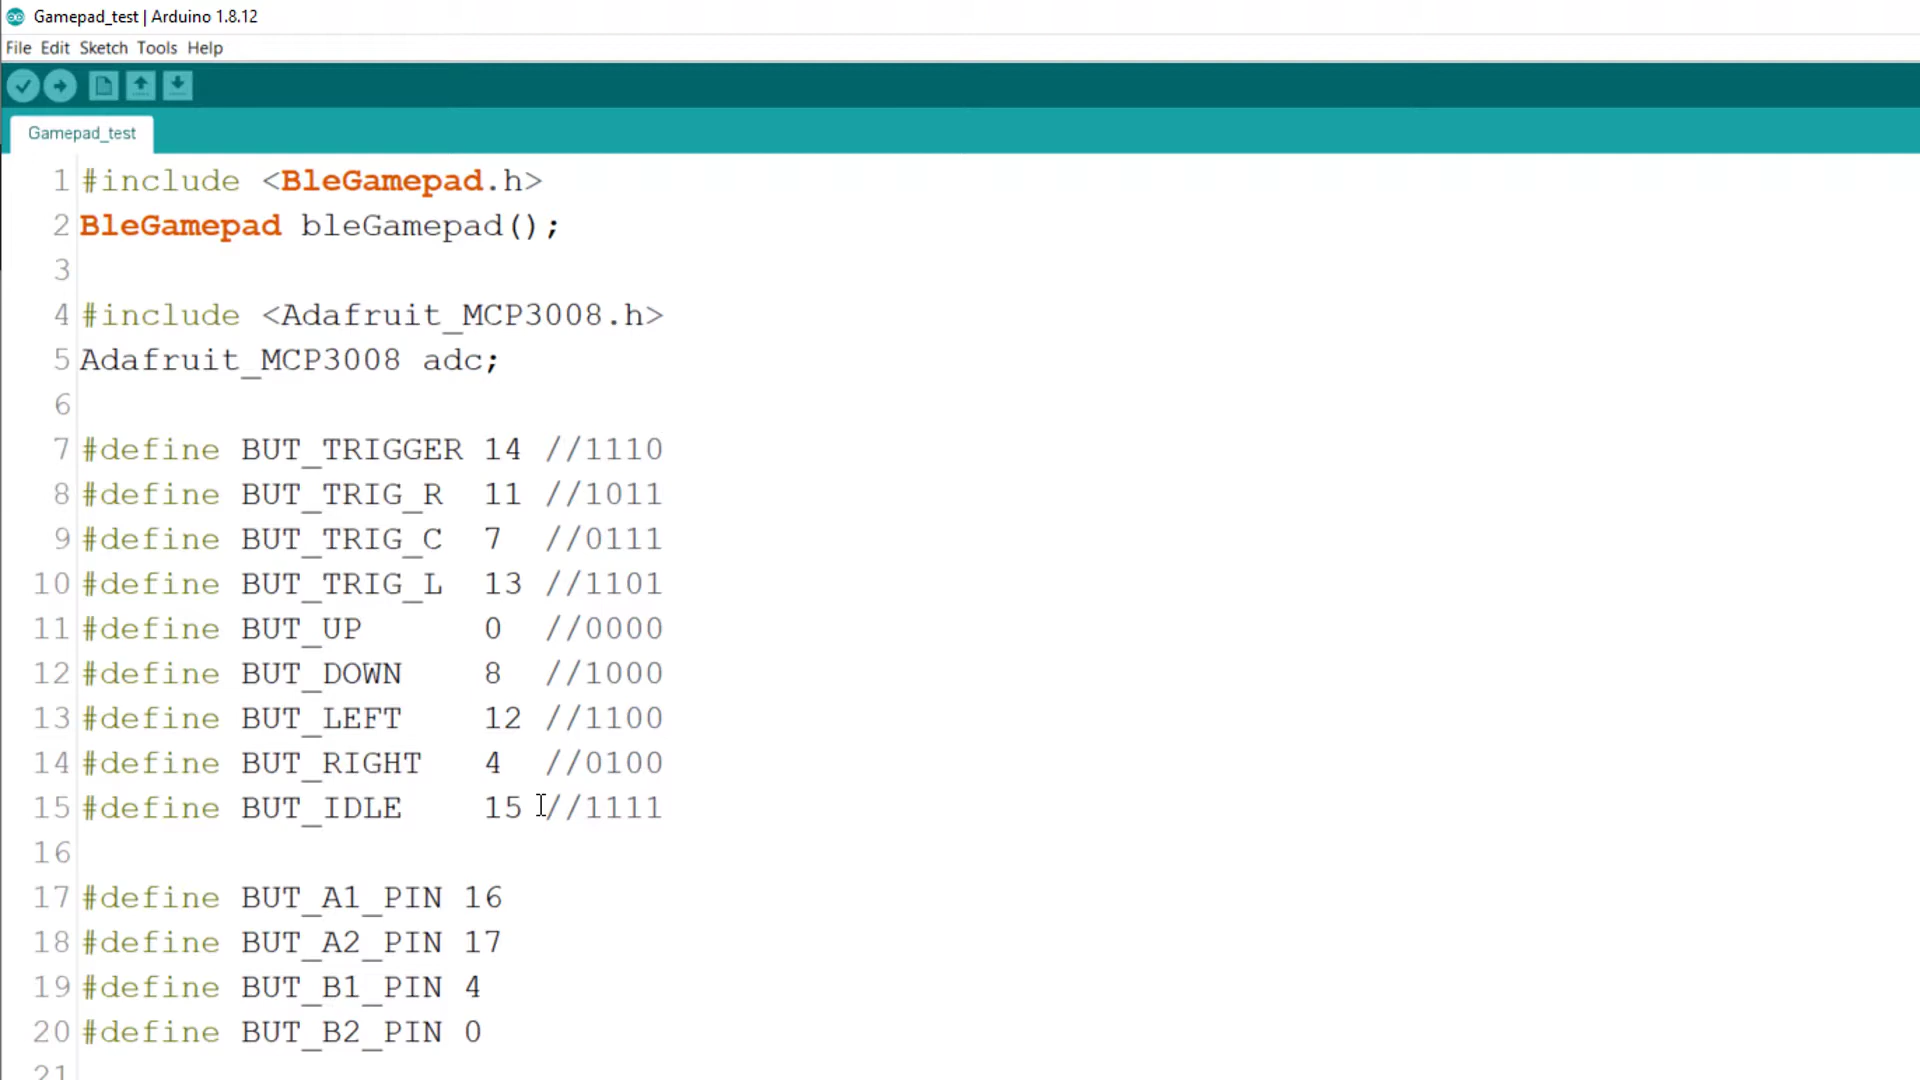 Gamepad_test | Arduino 1.8.12
File Edit Sketch Tools Help
Gamepad_test
1 #include <BleGamepad.h>
2 BleGamepad bleGamepad();
3
4 #include <Adafruit_MCP3008.h>
5 Adafruit_MCP3008 adc;
6
7 #define BUT_TRIGGER 14 //1110
8 #define BUT_TRIG_R  11 //1011
9 #define BUT_TRIG_C  7  //0111
10 #define BUT_TRIG_L  13 //1101
11 #define BUT_UP      0  //0000
12 #define BUT_DOWN    8  //1000
13 #define BUT_LEFT    12 //1100
14 #define BUT_RIGHT   4  //0100
15 #define BUT_IDLE    15 //1111
16
17 #define BUT_A1_PIN 16
18 #define BUT_A2_PIN 17
19 #define BUT_B1_PIN 4
20 #define BUT_B2_PIN 0
21